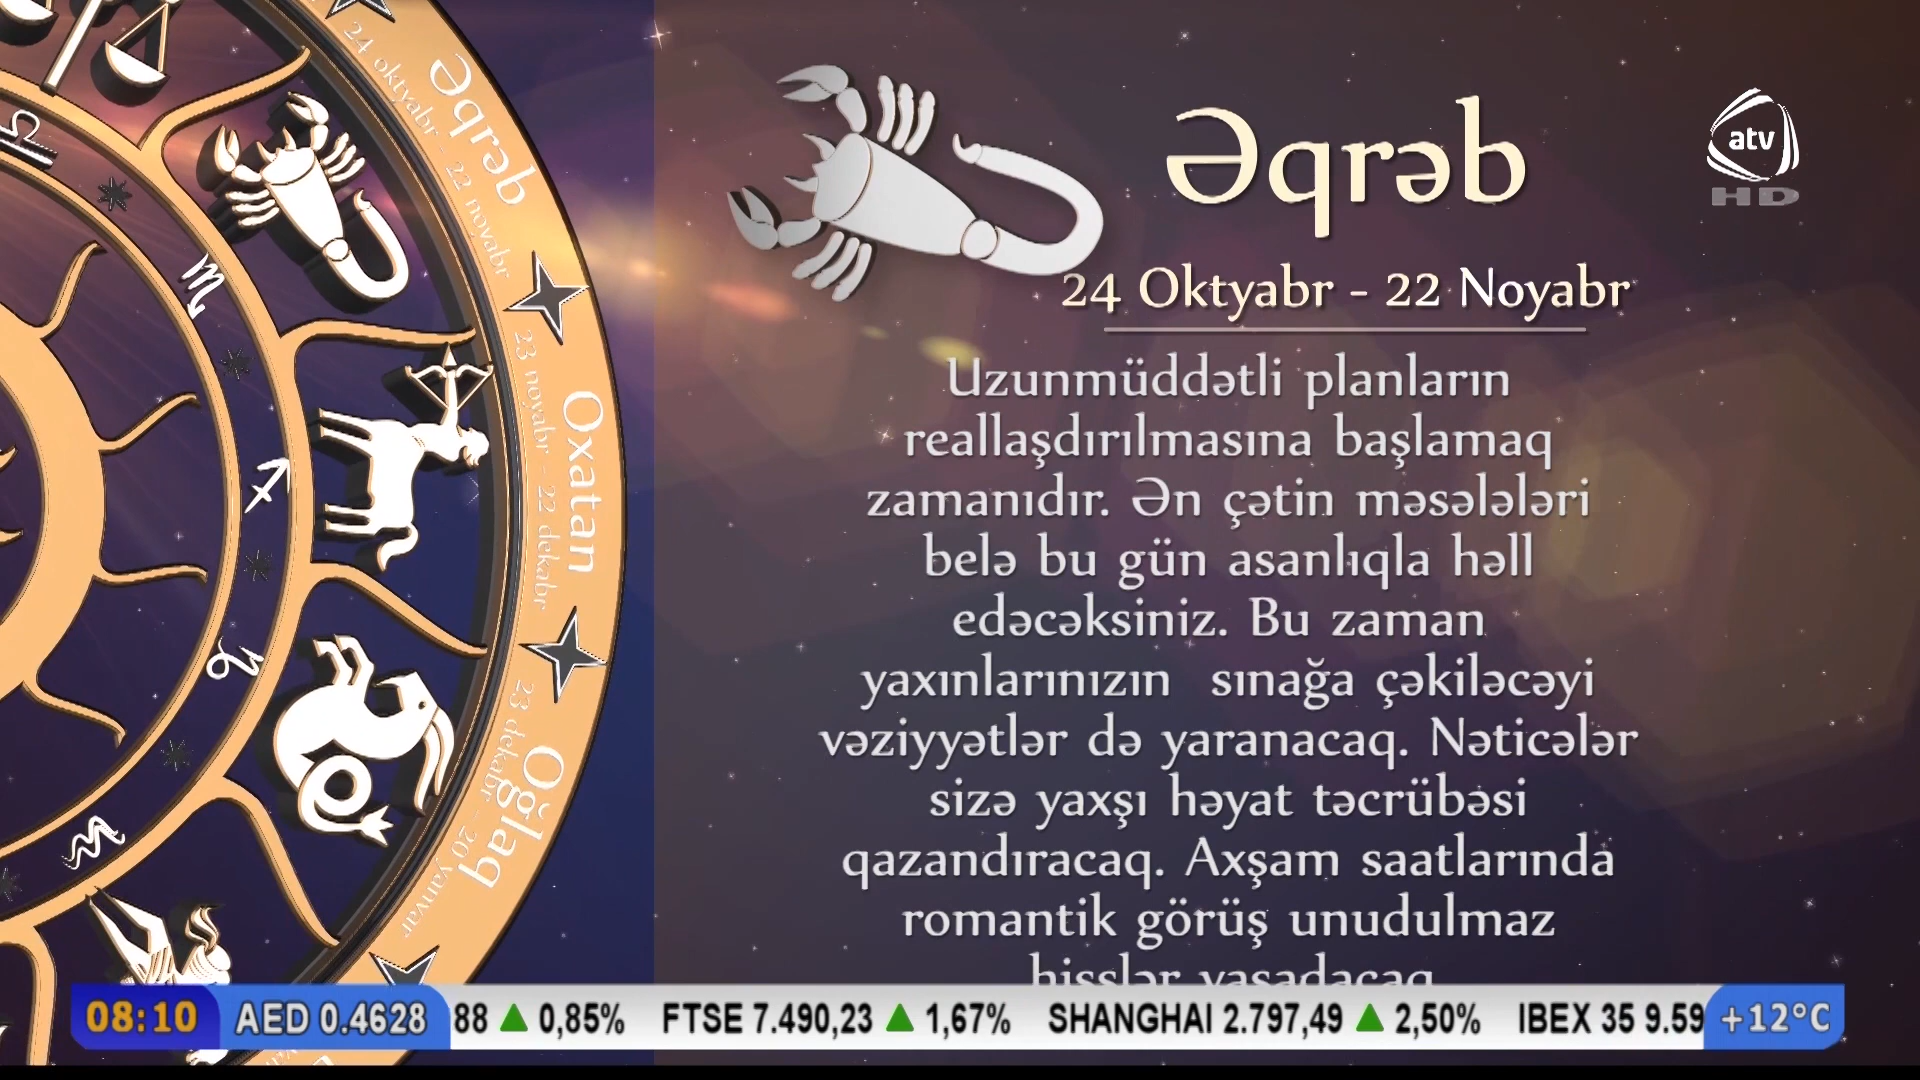 Əqrəb
24 oktyabr - 22 noyabr
Oxatan
23 noyabr - 22 dekabr
Oğlaq
23 dekabr - 20 yanvar
Əqrəb
24 Oktyabr - 22 Noyabr
atv
HD
Uzunmüddətli planların
reallaşdırılmasına başlamaq
zamanıdır. Ən çətin məsələləri
belə bu gün asanlıqla həll
edəcəksiniz. Bu zaman
yaxınlarınızın sınağa çəkiləcəyi
vəziyyətlər də yaranacaq. Nəticələr
sizə yaxşı həyat təcrübəsi
qazandıracaq. Axşam saatlarında
romantik görüş unudulmaz
hisslər yaşadacaq
08:10 AED 0.4628 88 ▲ 0,85% FTSE 7.490,23 ▲ 1,67% SHANGHAI 2.797,49 ▲ 2,50% IBEX 35 9.59 +12°C